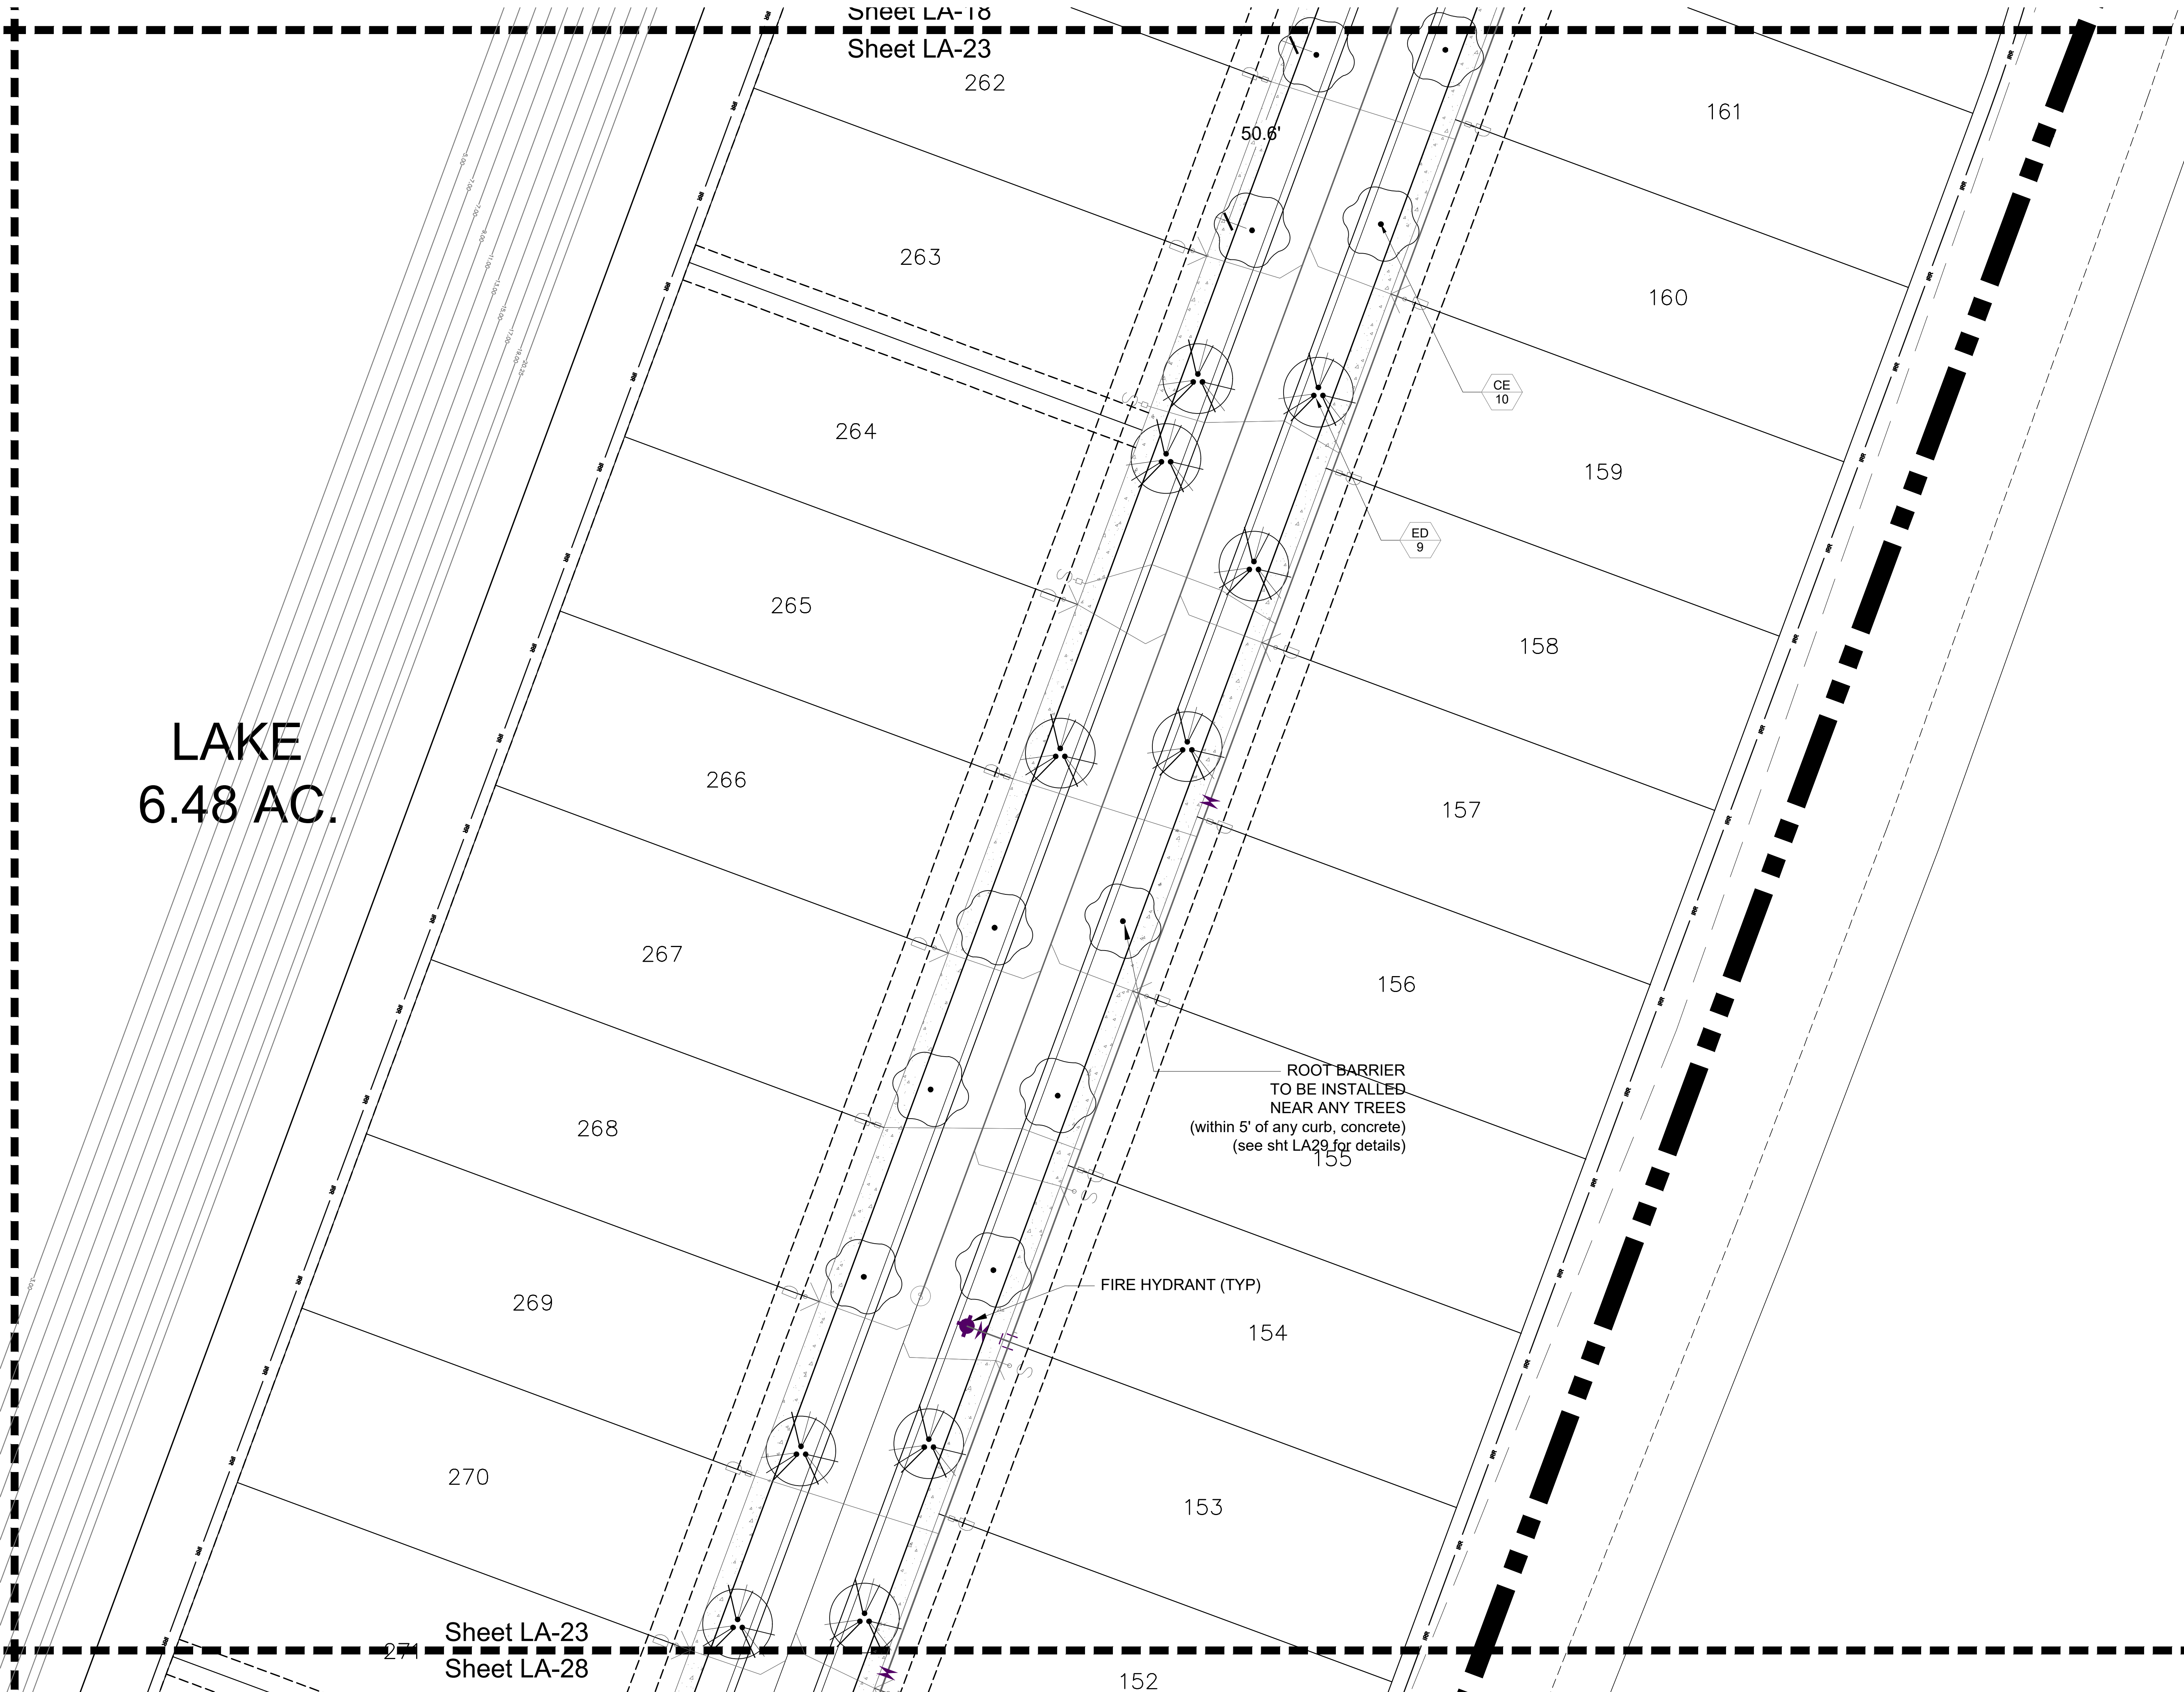 Sheet LA-18
Sheet LA-23
262
161
50.6'
263
160
CE
10
264
159
ED
9
265
158
LAKE
6.48 AC.
266
157
267
156
ROOT BARRIER
TO BE INSTALLED
NEAR ANY TREES
(within 5' of any curb, concrete)
(see sht LA29 for details)
155
268
FIRE HYDRANT (TYP)
269
154
270
153
Sheet LA-23
271
Sheet LA-28
152